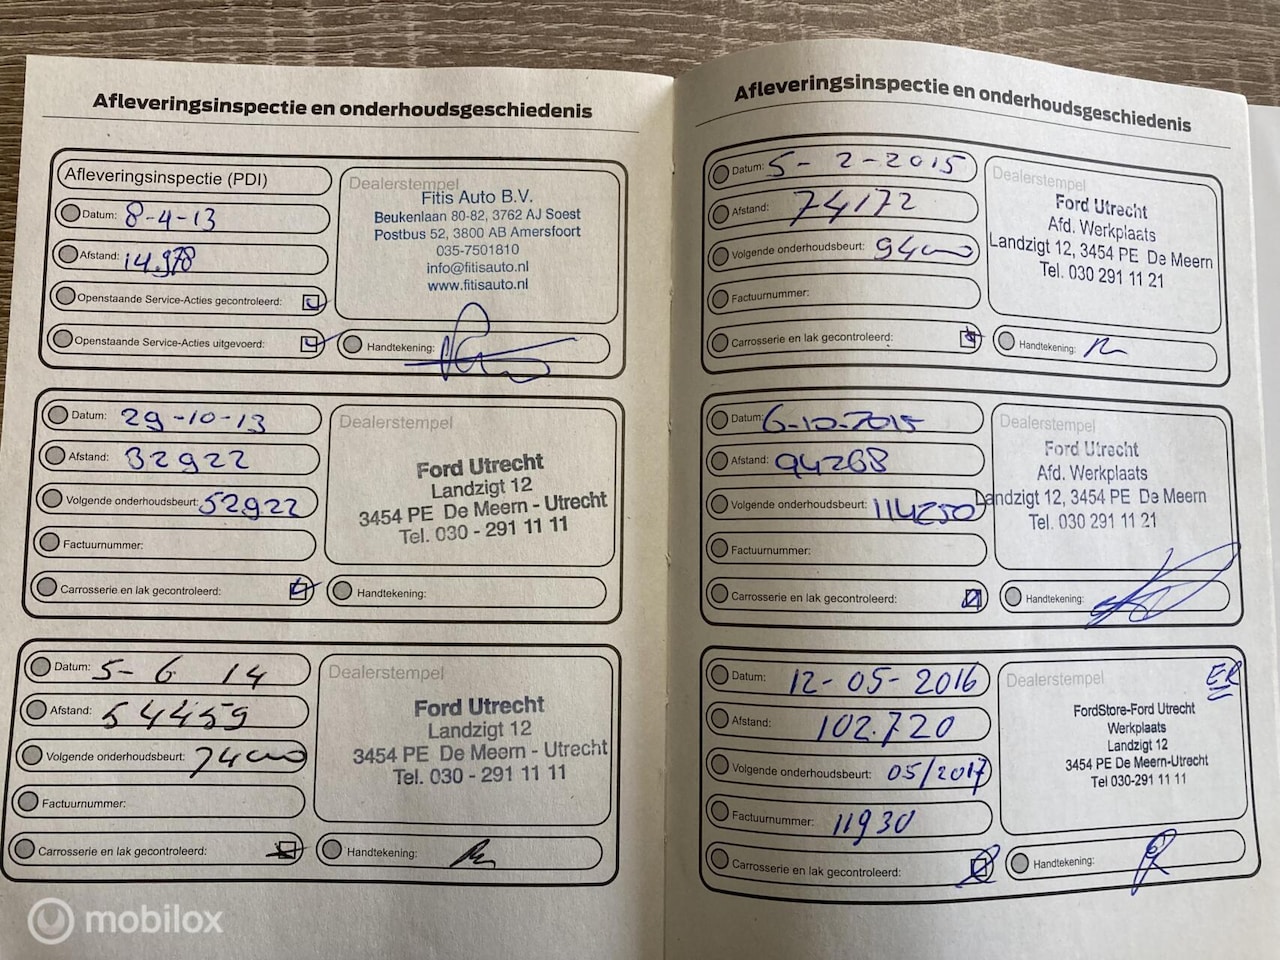 Afleveringsinspectie en onderhoudsgeschiedenis
Afleveringsinspectie (PDI)
Datum: 8-4-13
Afstand: 14.978
Openstaande Service-Acties gecontroleerd:
Openstaande Service-Acties uitgevoerd:
Dealerstempel
Fitis Auto B.V.
Beukenlaan 80-82, 3762 AJ Soest
Postbus 52, 3800 AB Amersfoort
035-7501810
info@fitisauto.nl
www.fitisauto.nl
Handtekening:
Datum: 29-10-13
Afstand: 32922
Volgende onderhoudsbeurt: 52922
Factuurnummer:
Carrosserie en lak gecontroleerd:
Dealerstempel
Ford Utrecht
Landzigt 12
3454 PE De Meern - Utrecht
Tel. 030 - 291 11 11
Handtekening:
Datum: 5-6 14
Afstand: 54459
Volgende onderhoudsbeurt: 74000
Factuurnummer:
Carrosserie en lak gecontroleerd:
Dealerstempel
Ford Utrecht
Landzigt 12
3454 PE De Meern - Utrecht
Tel. 030 - 291 11 11
Handtekening:
Afleveringsinspectie en onderhoudsgeschiedenis
Datum: 5-2-2015
Afstand: 74172
Volgende onderhoudsbeurt: 94000
Factuurnummer:
Carrosserie en lak gecontroleerd:
Dealerstempel
Ford Utrecht
Afd. Werkplaats
Landzigt 12, 3454 PE De Meern
Tel. 030 291 11 21
Handtekening:
Datum: 6-10-2015
Afstand: 94268
Volgende onderhoudsbeurt: 114250
Factuurnummer:
Carrosserie en lak gecontroleerd:
Dealerstempel
Ford Utrecht
Afd. Werkplaats
Landzigt 12, 3454 PE De Meern
Tel. 030 291 11 21
Handtekening:
Datum: 12-05-2016
Afstand: 102.720
Volgende onderhoudsbeurt: 05/2017
Factuurnummer: 11930
Carrosserie en lak gecontroleerd:
Dealerstempel
ER
FordStore-Ford Utrecht
Werkplaats
Landzigt 12
3454 PE De Meern-Utrecht
Tel 030-291 11 11
Handtekening:
mobilox